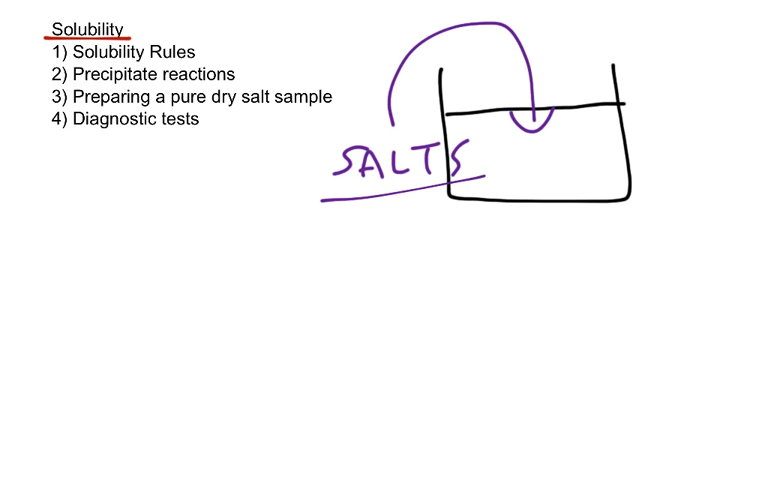 Solubility
1) Solubility Rules
2) Precipitate reactions
3) Preparing a pure dry salt sample
4) Diagnostic tests
SALTS